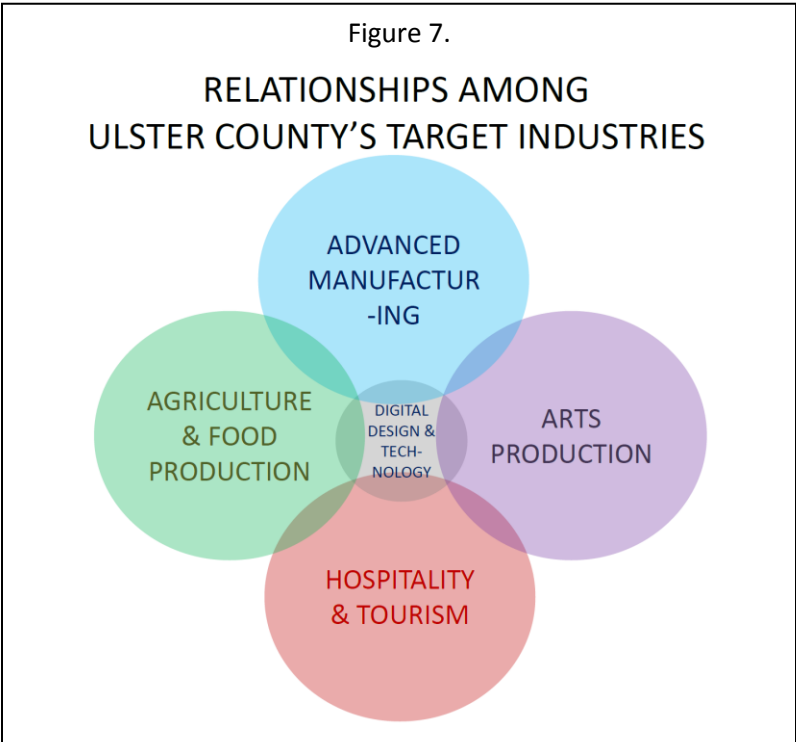 Figure 7.
RELATIONSHIPS AMONG
ULSTER COUNTY'S TARGET INDUSTRIES
ADVANCED
MANUFACTUR
-ING
AGRICULTURE
& FOOD
PRODUCTION
DIGITAL
DESIGN &
TECH-
NOLOGY
ARTS
PRODUCTION
HOSPITALITY
& TOURISM